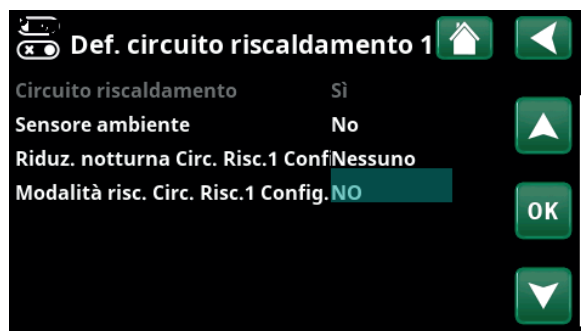 Def. circuito riscaldamento 1
Circuito riscaldamento Sì
Sensore ambiente No
Riduz. notturna Circ. Risc.1 Confi Nessuno
Modalità risc. Circ. Risc.1 Config. NO
OK